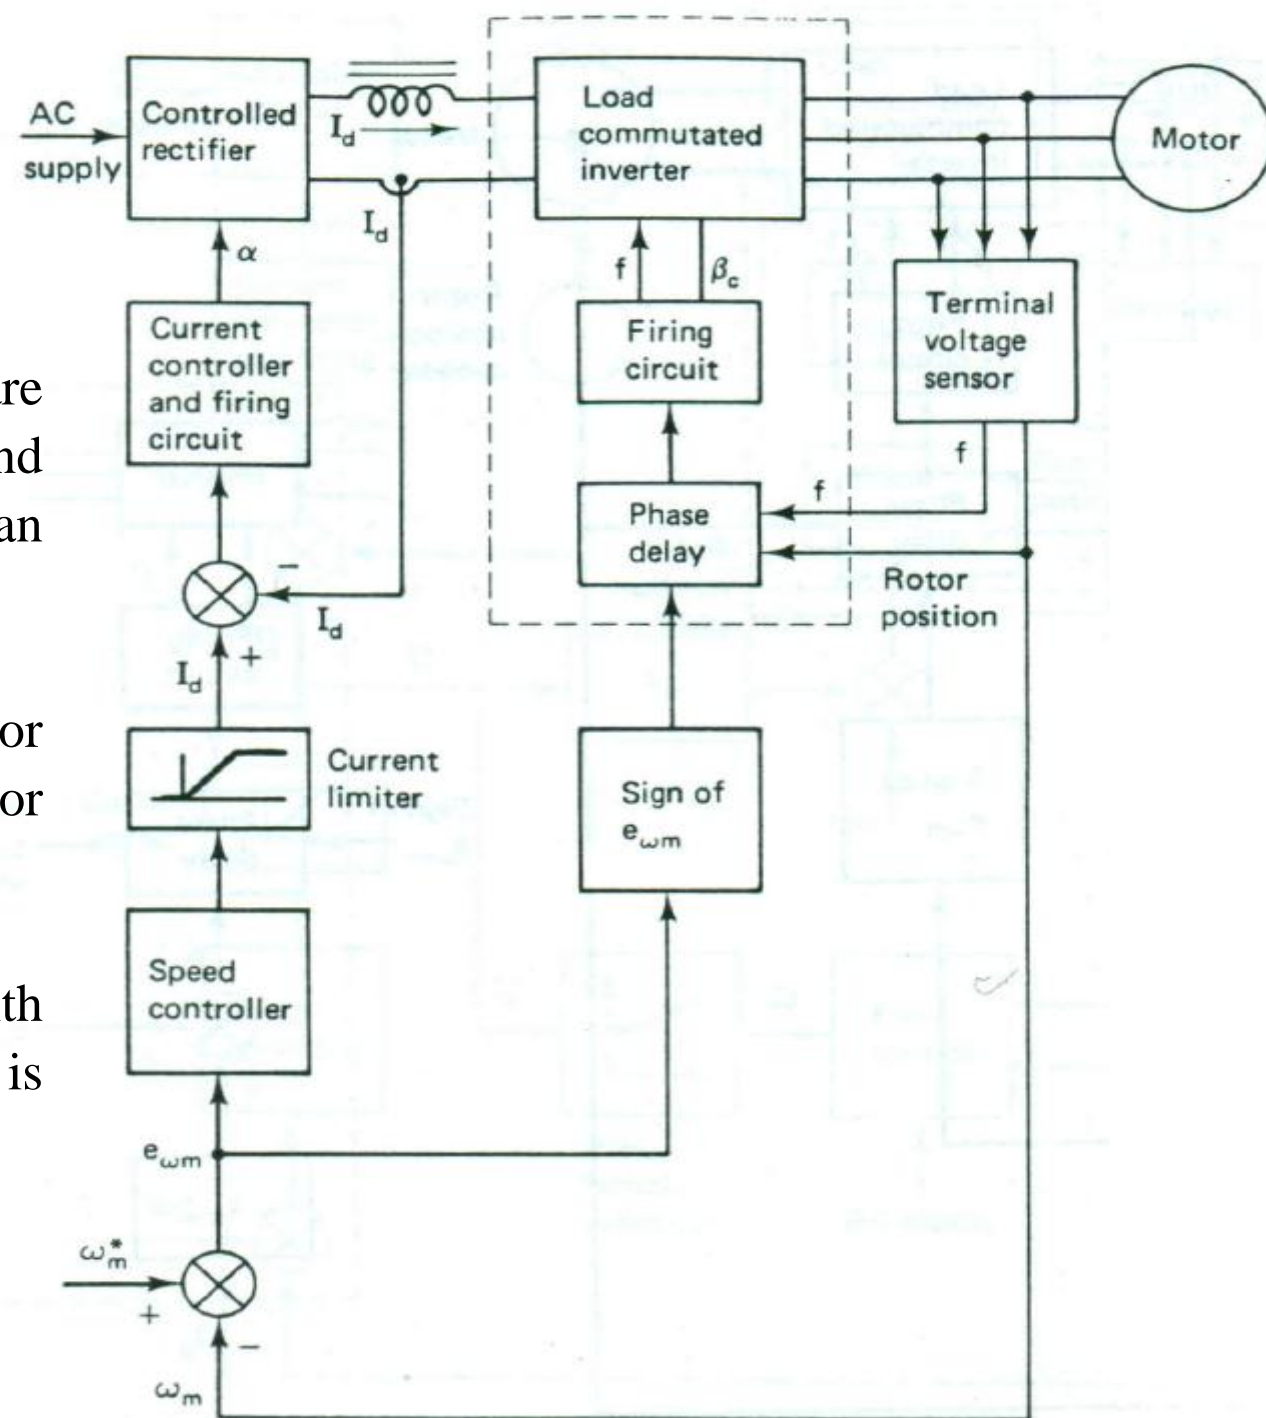 AC
supply
Controlled
rectifier
I_d
I_d
Load
commutated
inverter
Motor
α
f
β_c
Current
controller
and firing
circuit
Firing
circuit
Terminal
voltage
sensor
are
nd
an
f
f
Phase
delay
Rotor
position
−
I_d
+
I_d
or
or
Current
limiter
Sign of
e_ωm
Speed
controller
th
is
e_ωm
ω*_m
+
−
ω_m